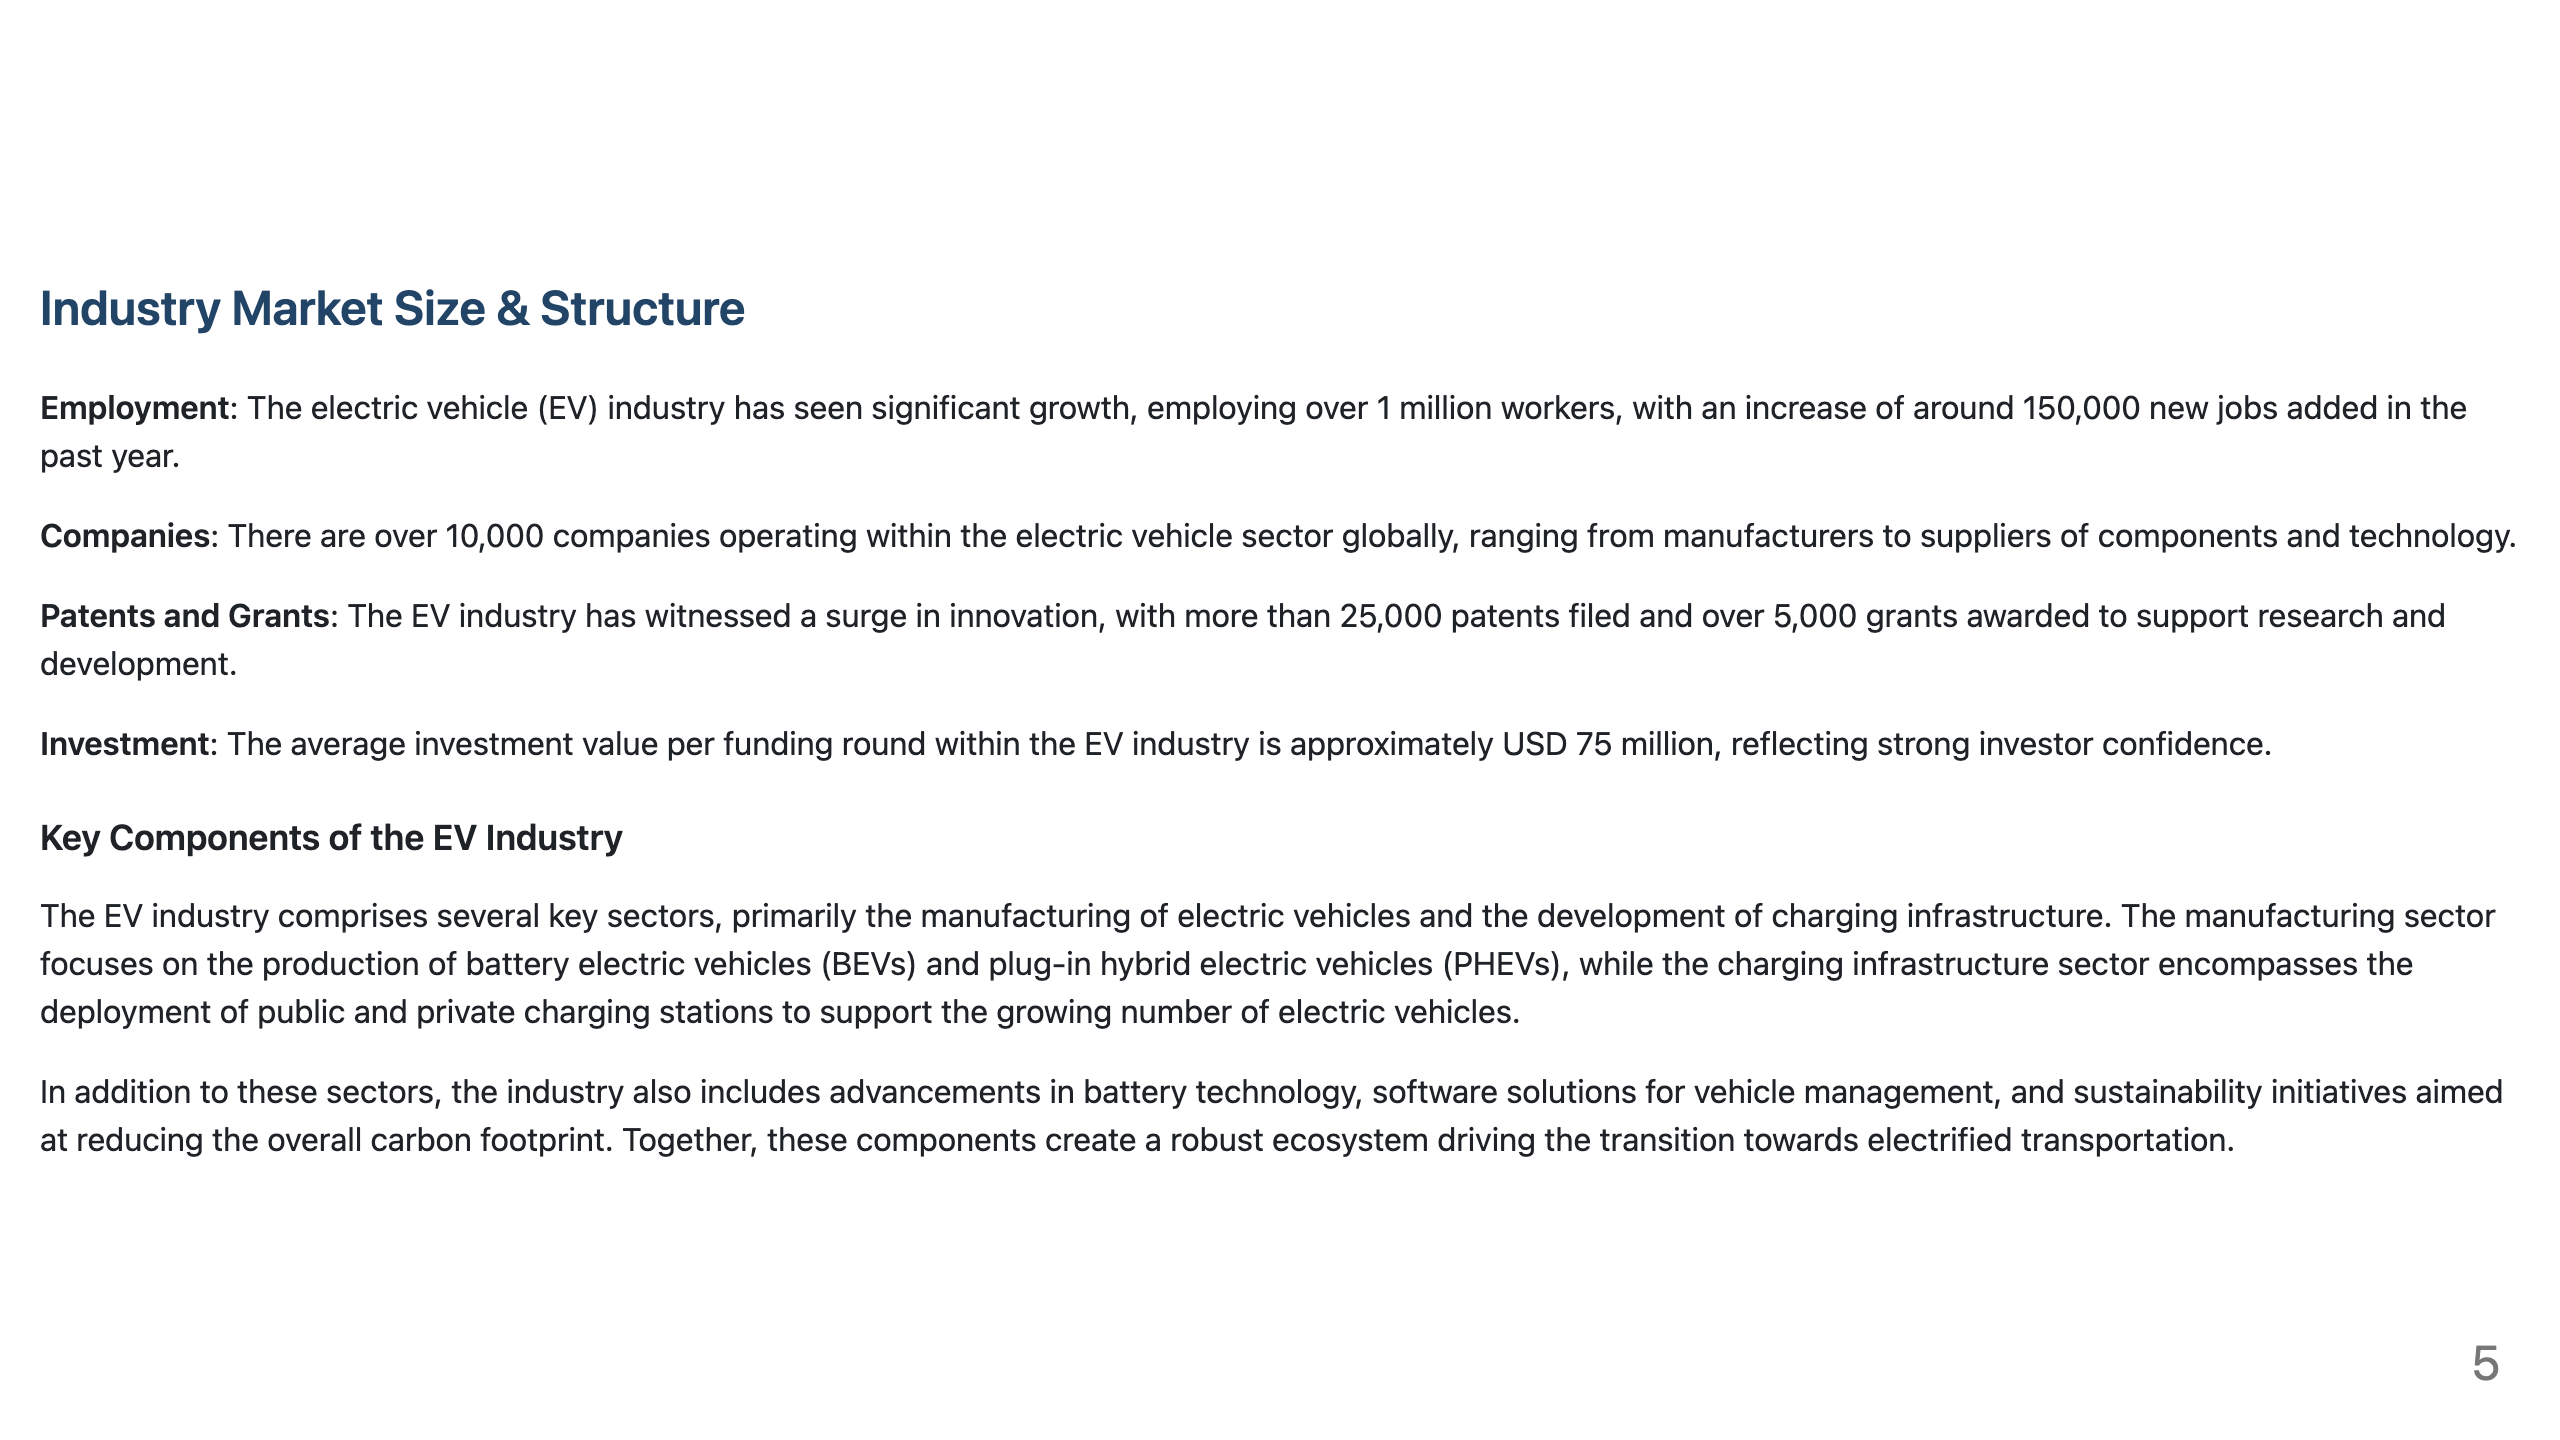 Industry Market Size & Structure
Employment: The electric vehicle (EV) industry has seen significant growth, employing over 1 million workers, with an increase of around 150,000 new jobs added in the
past year.
Companies: There are over 10,000 companies operating within the electric vehicle sector globally, ranging from manufacturers to suppliers of components and technology.
Patents and Grants: The EV industry has witnessed a surge in innovation, with more than 25,000 patents filed and over 5,000 grants awarded to support research and
development.
Investment: The average investment value per funding round within the EV industry is approximately USD 75 million, reflecting strong investor confidence.
Key Components of the EV Industry
The EV industry comprises several key sectors, primarily the manufacturing of electric vehicles and the development of charging infrastructure. The manufacturing sector
focuses on the production of battery electric vehicles (BEVs) and plug-in hybrid electric vehicles (PHEVs), while the charging infrastructure sector encompasses the
deployment of public and private charging stations to support the growing number of electric vehicles.
In addition to these sectors, the industry also includes advancements in battery technology, software solutions for vehicle management, and sustainability initiatives aimed
at reducing the overall carbon footprint. Together, these components create a robust ecosystem driving the transition towards electrified transportation.
5